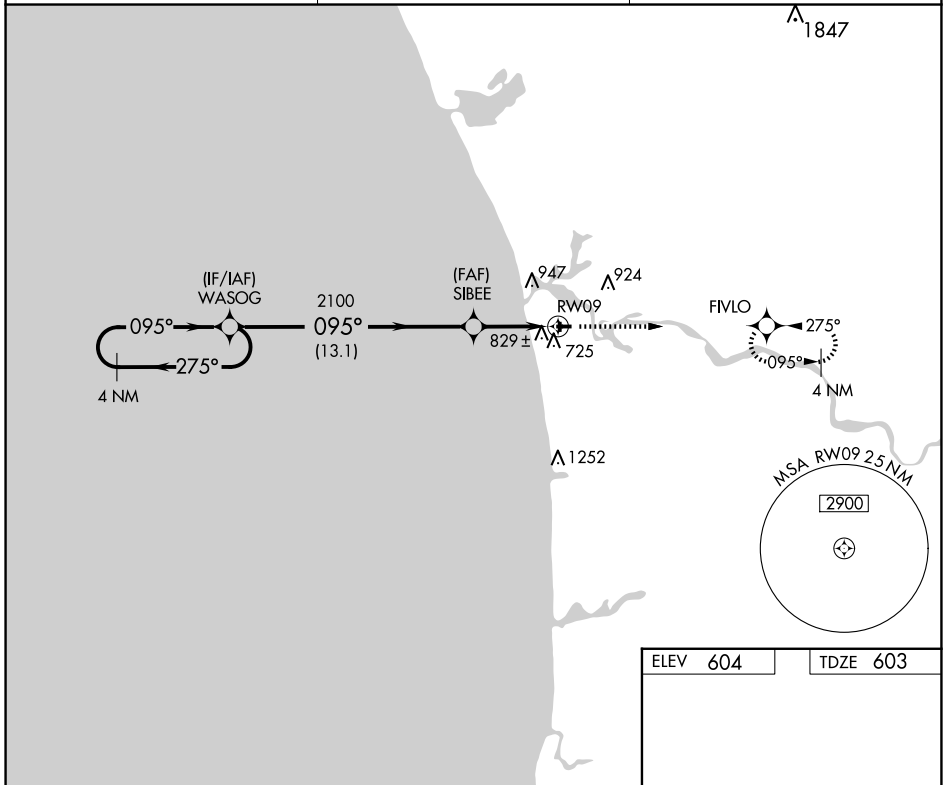 1847
(IF/IAF)
WASOG
2100
095°
(13.1)
095°
275°
4 NM
(FAF)
SIBEE
947
924
RW09
829 ±
725
FIVLO
275°
095°
4 NM
1252
MSA RW09 25 NM
2900
ELEV 604
TDZE 603